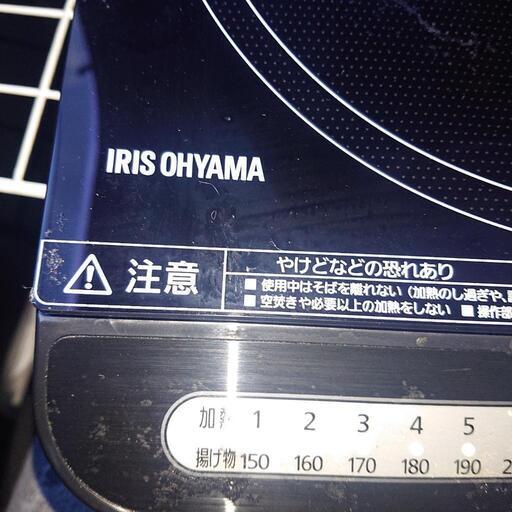 IRIS OHYAMA
注意
やけどなどの恐れあり
■ 使用中はそばを離れない (加熱のし過ぎや、
■ 空焚きや必要以上の加熱をしない ■ 操作部
加熱 1 2 3 4 5
揚げ物 150 160 170 180 190 2